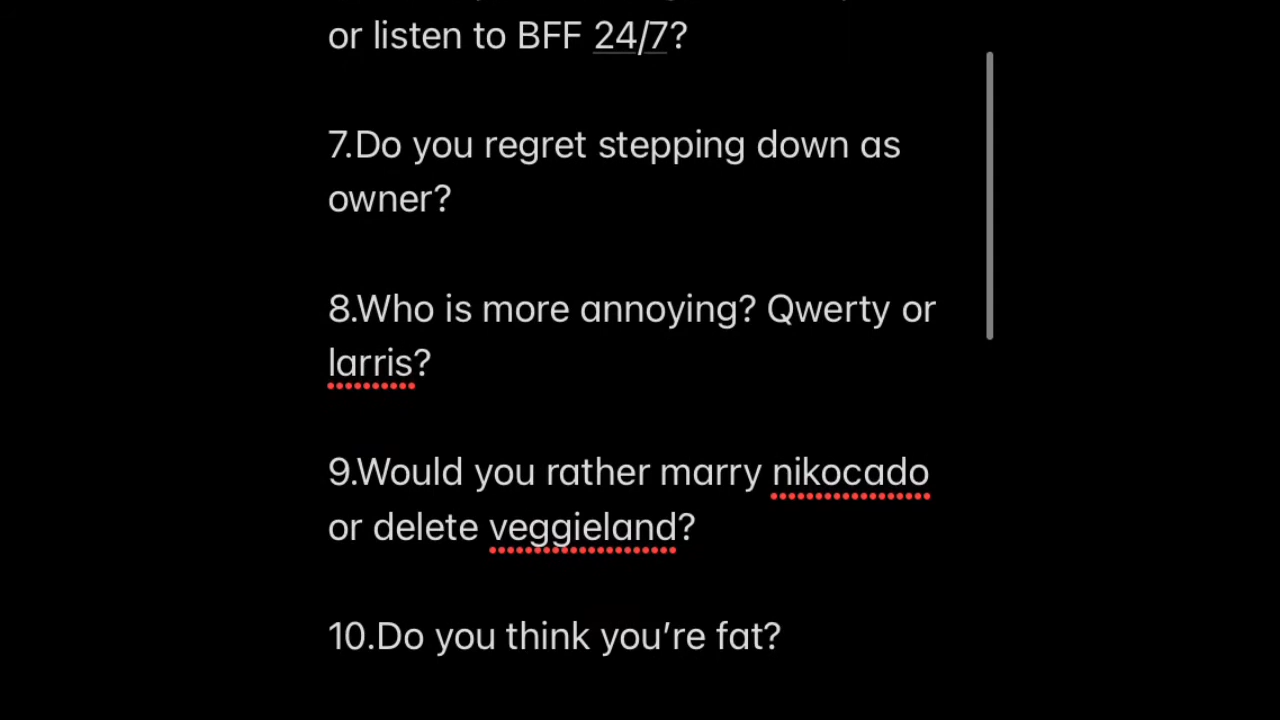 or listen to BFF 24/7?
7.Do you regret stepping down as
owner?
8.Who is more annoying? Qwerty or
larris?
9.Would you rather marry nikocado
or delete veggieland?
10.Do you think you’re fat?